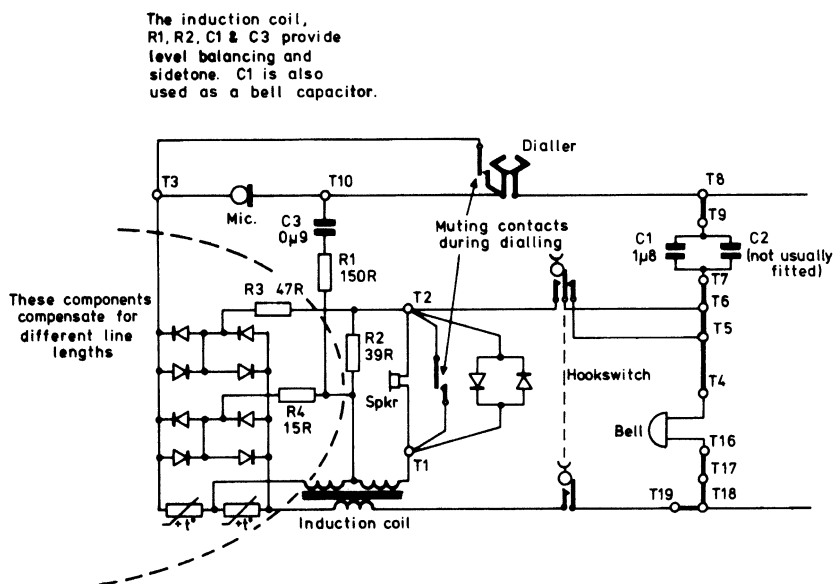 The induction coil,
R1, R2, C1 & C3 provide
level balancing and
sidetone. C1 is also
used as a bell capacitor.
Dialler
T3
Mic.
T10
T8
T9
C3
0µ9
Muting contacts
during dialling
C1
1µ8
C2
(not usually
fitted)
R1
150R
T7
These components
compensate for
different line
lengths
R3 47R
T2
T6
T5
R2
39R
Spkr
Hookswitch
T4
R4
15R
Bell
T16
T1
T17
T19
T18
+t°
+t°
Induction coil